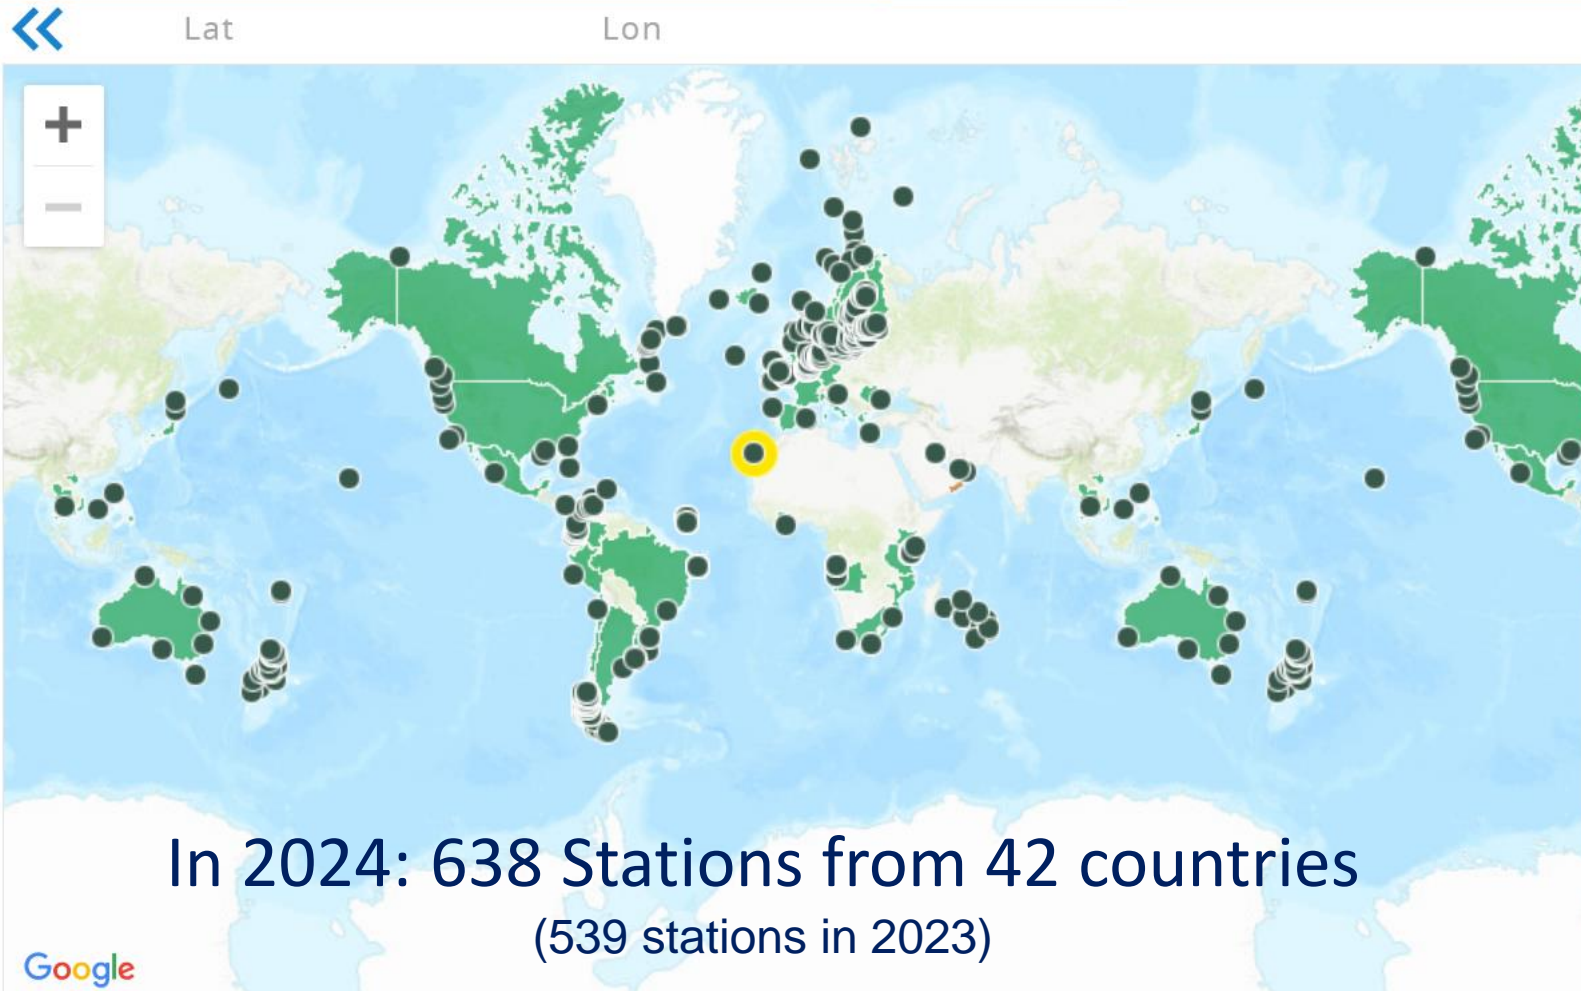 Lat Lon
In 2024: 638 Stations from 42 countries
(539 stations in 2023)
Google